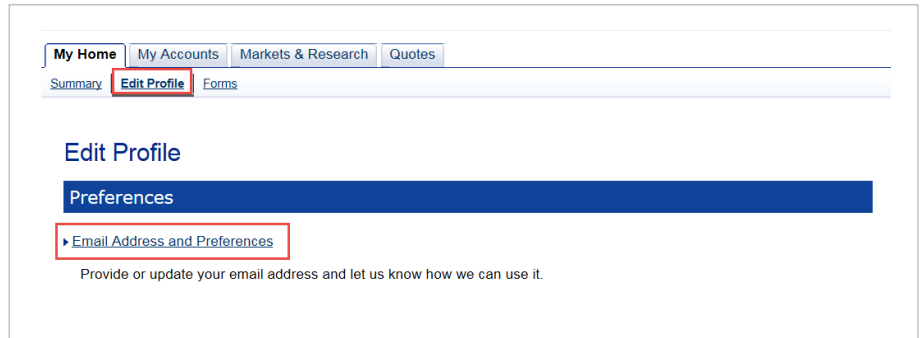 My Home My Accounts Markets & Research Quotes
Summary Edit Profile Forms
Edit Profile
Preferences
Email Address and Preferences
Provide or update your email address and let us know how we can use it.